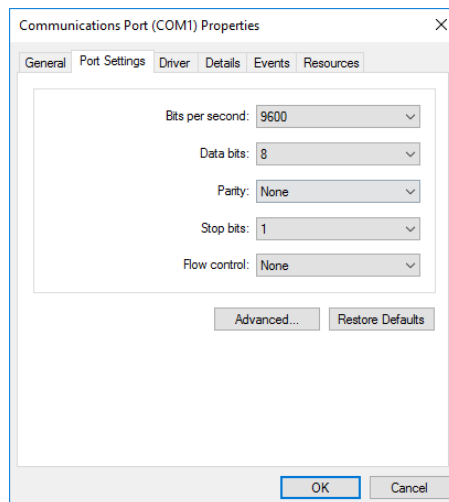 Communications Port (COM1) Properties
General Port Settings Driver Details Events Resources
Bits per second: 9600
Data bits: 8
Parity: None
Stop bits: 1
Flow control: None
Advanced... Restore Defaults
OK Cancel